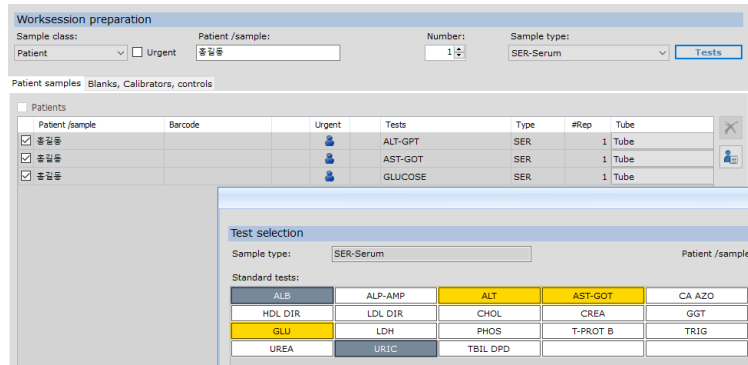 Worksession preparation
Sample class: Patient /sample: Number: Sample type:
Patient Urgent 홍길동 1 SER-Serum Tests
Patient samples Blanks, Calibrators, controls
Patients
Patient /sample Barcode Urgent Tests Type #Rep Tube
홍길동 ALT-GPT SER 1 Tube
홍길동 AST-GOT SER 1 Tube
홍길동 GLUCOSE SER 1 Tube
Test selection
Sample type: SER-Serum Patient /sample
Standard tests:
ALB ALP-AMP ALT AST-GOT CA AZO
HDL DIR LDL DIR CHOL CREA GGT
GLU LDH PHOS T-PROT B TRIG
UREA URIC TBIL DPD